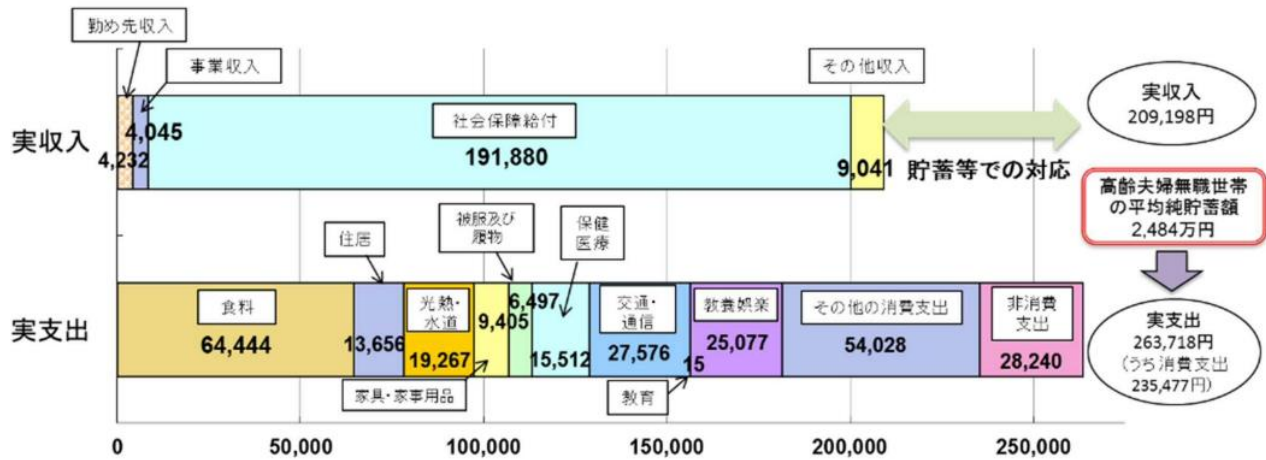 勤め先収入
事業収入
その他収入
実収入
4,232
4,045
社会保障給付
191,880
9,041
貯蓄等での対応
実収入
209,198円
高齢夫婦無職世帯
の平均純貯蓄額
2,484万円
住居
被服及び
履物
保健
医療
実支出
食料
64,444
13,656
光熱・
水道
19,267
9,405
6,497
15,512
交通・
通信
27,576
15
教養娯楽
25,077
その他の消費支出
54,028
非消費
支出
28,240
家具・家事用品
教育
実支出
263,718円
(うち消費支出
235,477円)
0
50,000
100,000
150,000
200,000
250,000